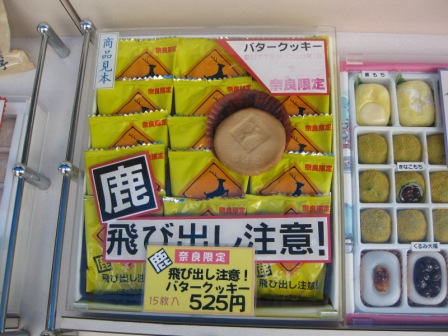 商品見本
バタークッキー
奈良限定
鹿
飛び出し注意!
奈良限定
鹿
飛び出し注意!
バタークッキー
15枚入 525円
栗もち
きなこもち
くるみ大福